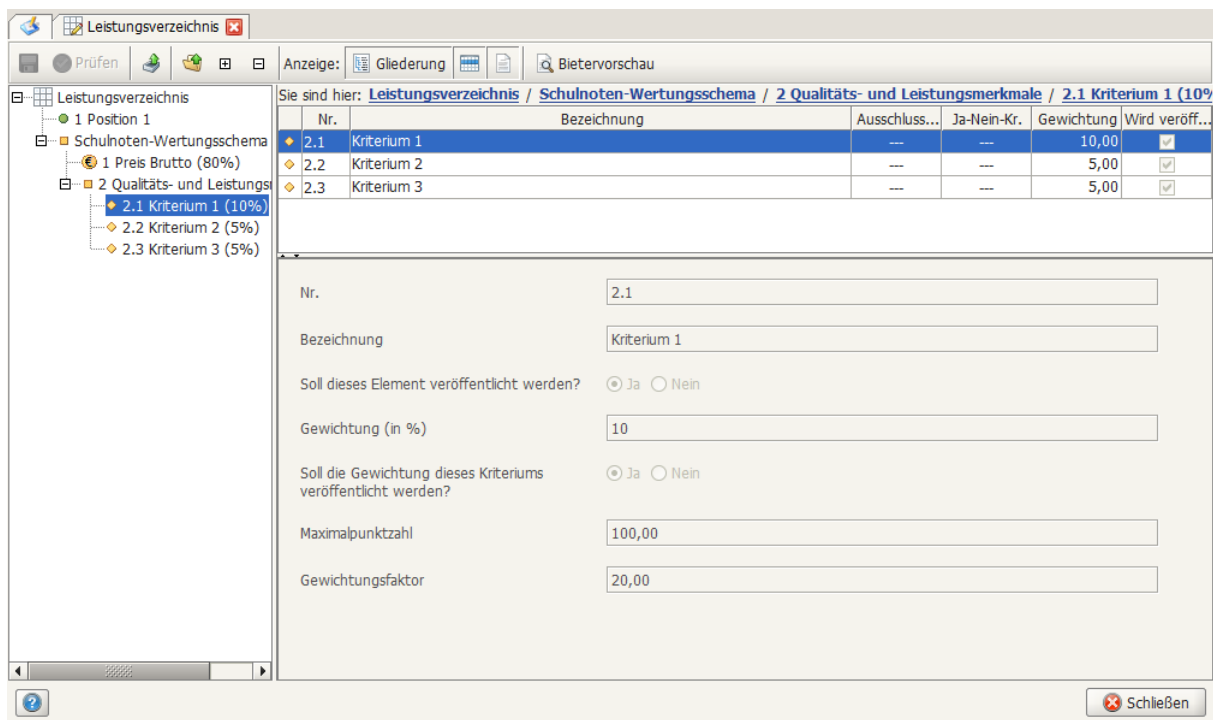 Leistungsverzeichnis
Prüfen Anzeige: Gliederung Bietervorschau
Leistungsverzeichnis
1 Position 1
Schulnoten-Wertungsschema
1 Preis Brutto (80%)
2 Qualitäts- und Leistungs
2.1 Kriterium 1 (10%)
2.2 Kriterium 2 (5%)
2.3 Kriterium 3 (5%)
Sie sind hier: Leistungsverzeichnis / Schulnoten-Wertungsschema / 2 Qualitäts- und Leistungsmerkmale / 2.1 Kriterium 1 (10%
Nr. Bezeichnung Ausschluss... Ja-Nein-Kr. Gewichtung Wird veröff...
2.1 Kriterium 1 --- --- 10,00
2.2 Kriterium 2 --- --- 5,00
2.3 Kriterium 3 --- --- 5,00
Nr. 2.1
Bezeichnung Kriterium 1
Soll dieses Element veröffentlicht werden? Ja Nein
Gewichtung (in %) 10
Soll die Gewichtung dieses Kriteriums Ja Nein
veröffentlicht werden?
Maximalpunktzahl 100,00
Gewichtungsfaktor 20,00
Schließen